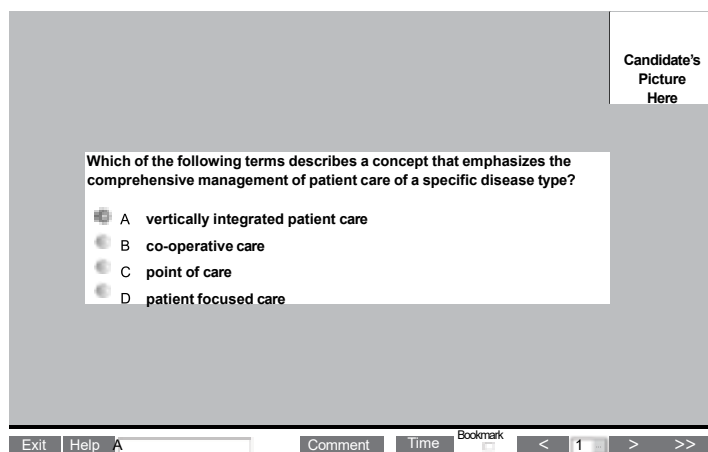 Candidate's
Picture
Here
Which of the following terms describes a concept that emphasizes the
comprehensive management of patient care of a specific disease type?
A vertically integrated patient care
B co-operative care
C point of care
D patient focused care
Exit Help A Comment Time Bookmark < 1 > >>